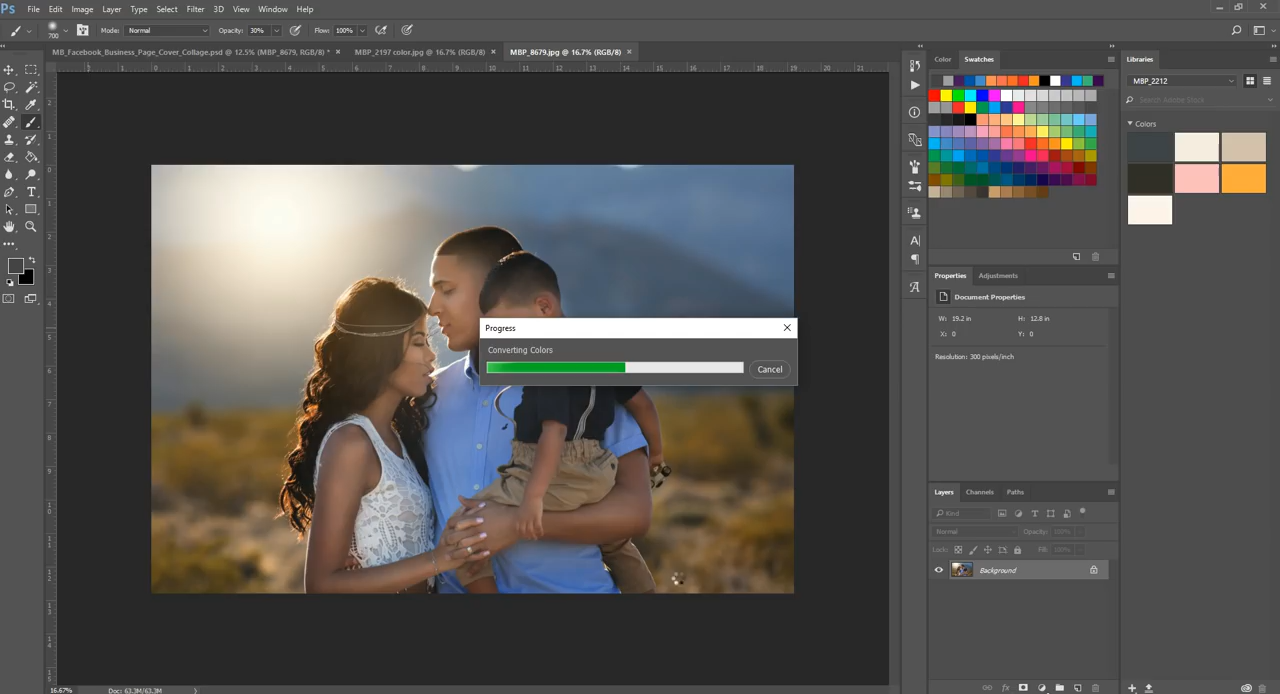 Ps File Edit Image Layer Type Select Filter 3D View Window Help
700 Mode: Normal Opacity: 30% Flow: 100%
MB_Facebook_Business_Page_Cover_Collage.psd @ 12.5% (MBP_8679, RGB/8) * × MBP_2197 color.jpg @ 16.7% (RGB/8) × MBP_8679.jpg @ 16.7% (RGB/8) ×
Color Swatches
Libraries
MBP_2212
Search Adobe Stock
Colors
Properties Adjustments
Document Properties
W: 19.2 in H: 12.8 in
X: 0 Y: 0
Resolution: 300 pixels/inch
Progress
Converting Colors
Cancel
Layers Channels Paths
Kind
Normal Opacity: 100%
Lock: Fill: 100%
Background
16.67% Doc: 63.3M/63.3M